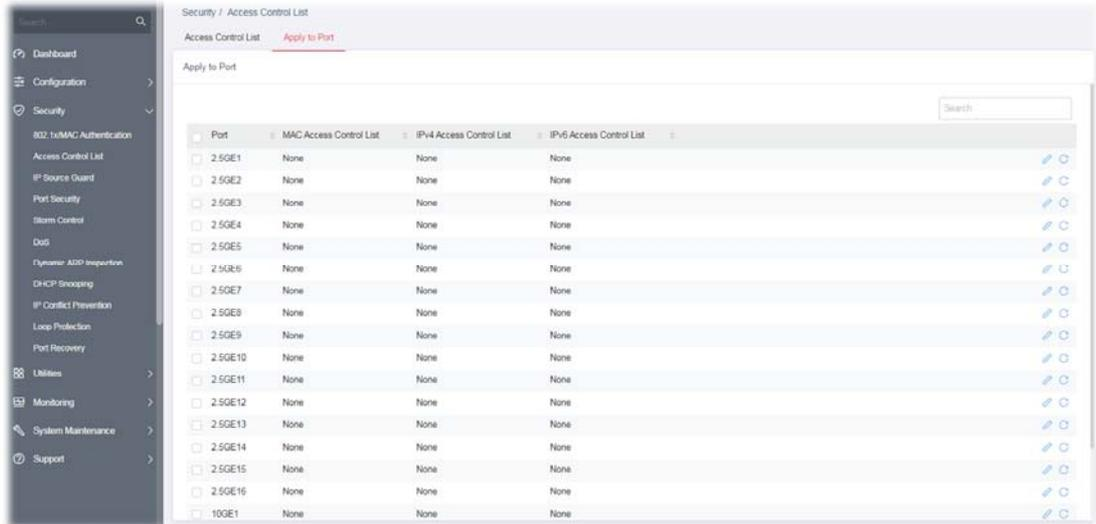 Search
Dashboard
Configuration
Security
802.1x/MAC Authentication
Access Control List
IP Source Guard
Port Security
Storm Control
DoS
Dynamic ARP Inspection
DHCP Snooping
IP Conflict Prevention
Loop Protection
Port Recovery
Utilities
Monitoring
System Maintenance
Support
Security / Access Control List
Access Control List Apply to Port
Apply to Port
Search
Port MAC Access Control List IPv4 Access Control List IPv6 Access Control List
2.5GE1 None None None
2.5GE2 None None None
2.5GE3 None None None
2.5GE4 None None None
2.5GE5 None None None
2.5GE6 None None None
2.5GE7 None None None
2.5GE8 None None None
2.5GE9 None None None
2.5GE10 None None None
2.5GE11 None None None
2.5GE12 None None None
2.5GE13 None None None
2.5GE14 None None None
2.5GE15 None None None
2.5GE16 None None None
10GE1 None None None